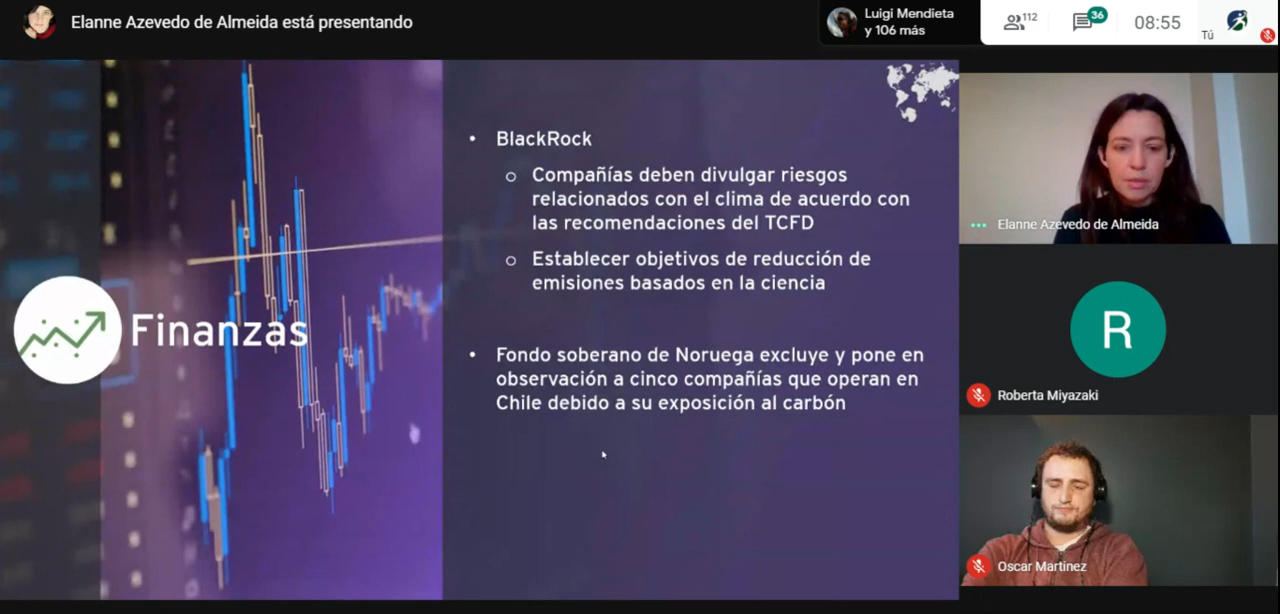 Elanne Azevedo de Almeida está presentando
Luigi Mendieta
y 106 más
112
36
08:55
Tú
• BlackRock
o Compañías deben divulgar riesgos
relacionados con el clima de acuerdo con
las recomendaciones del TCFD
o Establecer objetivos de reducción de
emisiones basados en la ciencia
Finanzas
• Fondo soberano de Noruega excluye y pone en
observación a cinco compañías que operan en
Chile debido a su exposición al carbón
Elanne Azevedo de Almeida
R
Roberta Miyazaki
Oscar Martinez